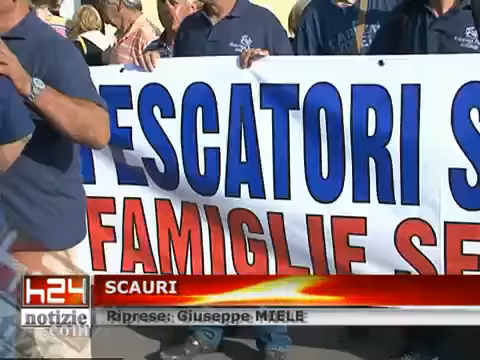 PESCATORI S
FAMIGLIE SE
h24
notizie
.com
SCAURI
Riprese: Giuseppe MIELE